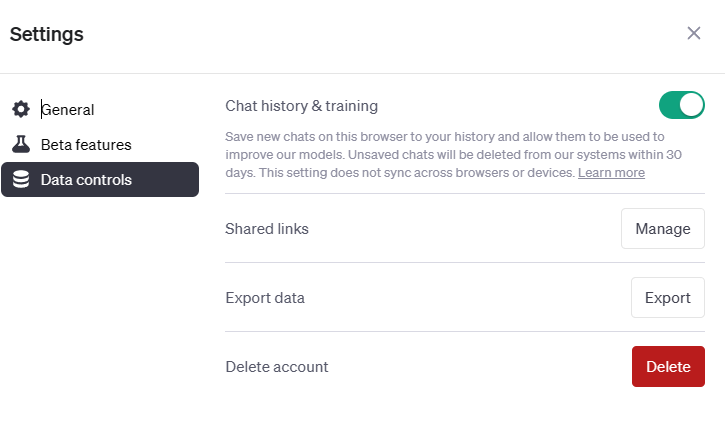 Settings
General
Beta features
Data controls
Chat history & training
Save new chats on this browser to your history and allow them to be used to
improve our models. Unsaved chats will be deleted from our systems within 30
days. This setting does not sync across browsers or devices. Learn more
Shared links
Manage
Export data
Export
Delete account
Delete